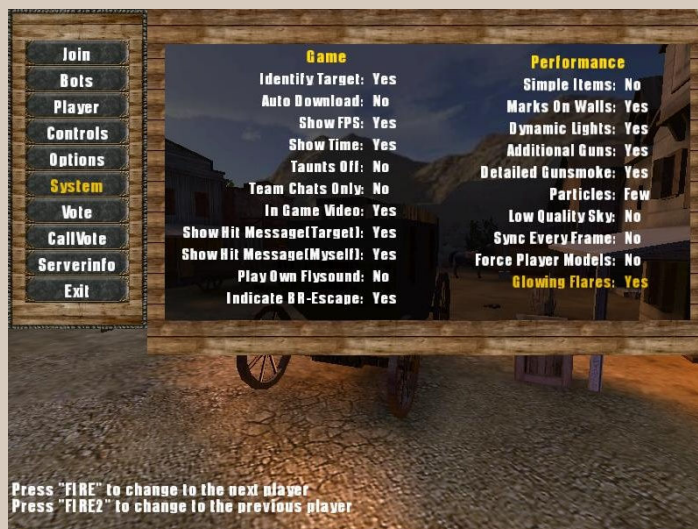 Join
Bots
Player
Controls
Options
System
Vote
CallVote
Serverinfo
Exit
Game
Identify Target: Yes
Auto Download: No
Show FPS: Yes
Show Time: Yes
Taunts Off: No
Team Chats Only: No
In Game Video: Yes
Show Hit Message(Target): Yes
Show Hit Message(Myself): Yes
Play Own Flysound: No
Indicate BR-Escape: Yes
Performance
Simple Items: No
Marks On Walls: Yes
Dynamic Lights: Yes
Additional Guns: Yes
Detailed Gunsmoke: Yes
Particles: Few
Low Quality Sky: No
Sync Every Frame: No
Force Player Models: No
Glowing Flares: Yes
Press "FIRE" to change to the next player
Press "FIRE2" to change to the previous player